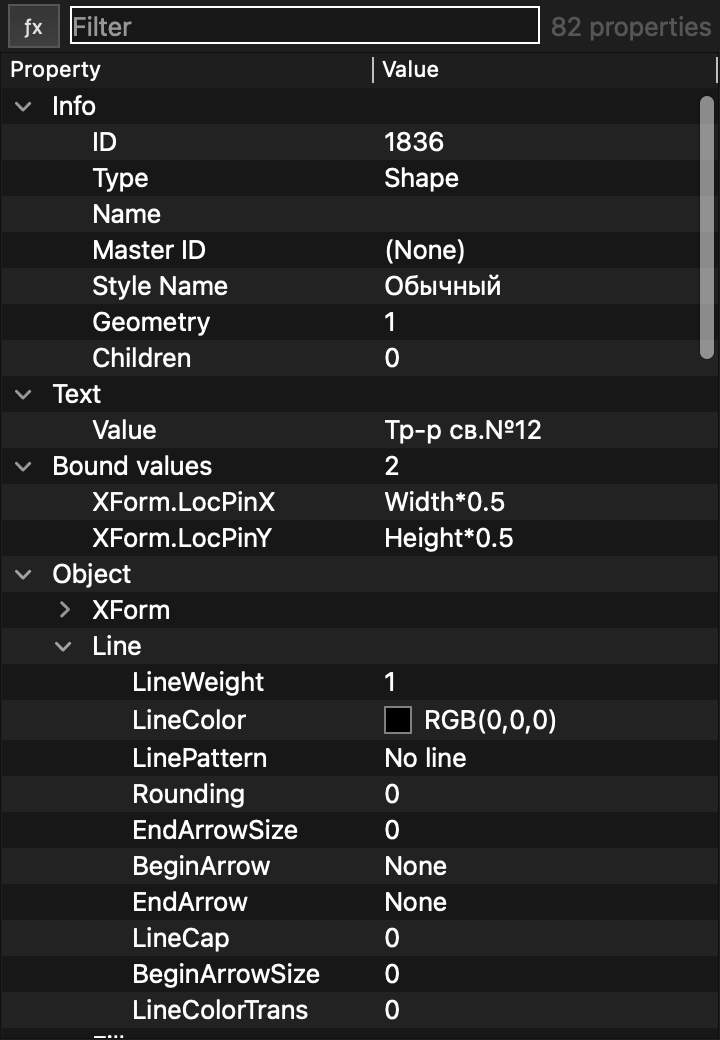 ƒx Filter 82 properties
Property Value
Info
ID 1836
Type Shape
Name
Master ID (None)
Style Name Обычный
Geometry 1
Children 0
Text
Value Тр-р св.№12
Bound values 2
XForm.LocPinX Width*0.5
XForm.LocPinY Height*0.5
Object
XForm
Line
LineWeight 1
LineColor RGB(0,0,0)
LinePattern No line
Rounding 0
EndArrowSize 0
BeginArrow None
EndArrow None
LineCap 0
BeginArrowSize 0
LineColorTrans 0